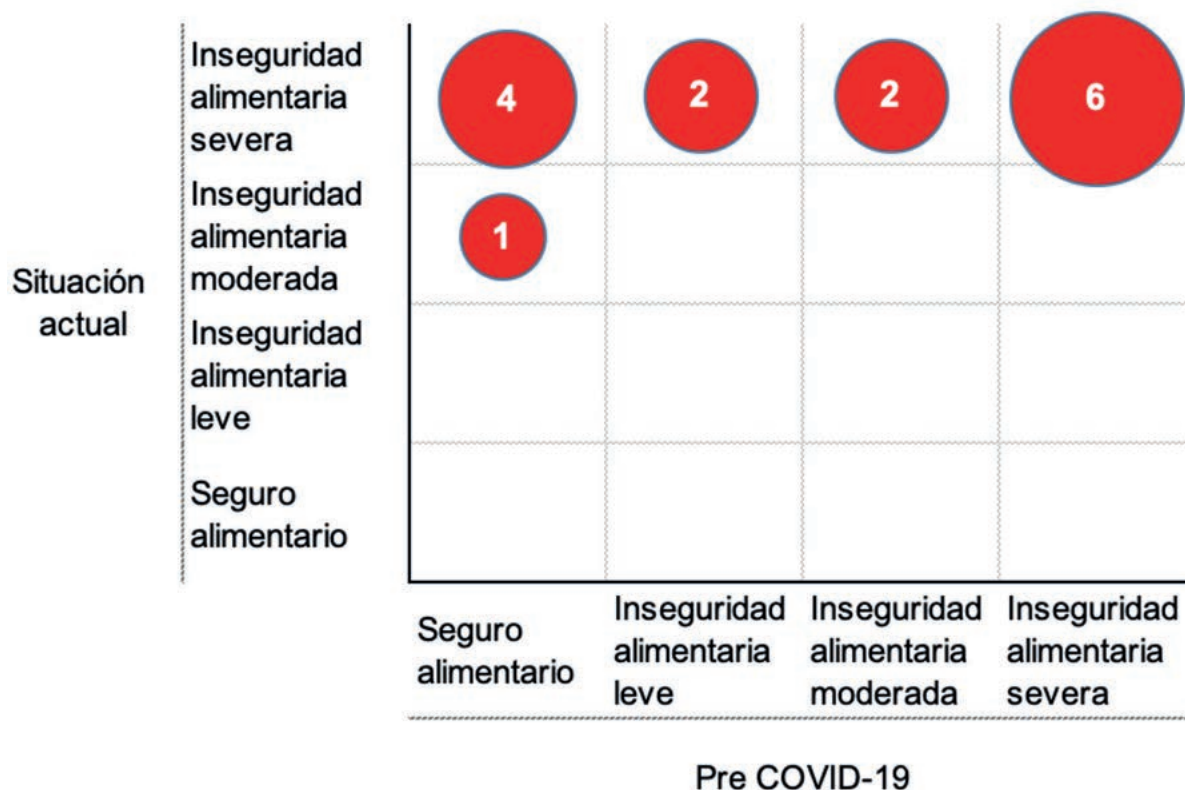 Inseguridad
alimentaria
severa
4
2
2
6
Inseguridad
alimentaria
moderada
1
Situación
actual
Inseguridad
alimentaria
leve
Seguro
alimentario
Seguro
alimentario
Inseguridad
alimentaria
leve
Inseguridad
alimentaria
moderada
Inseguridad
alimentaria
severa
Pre COVID-19